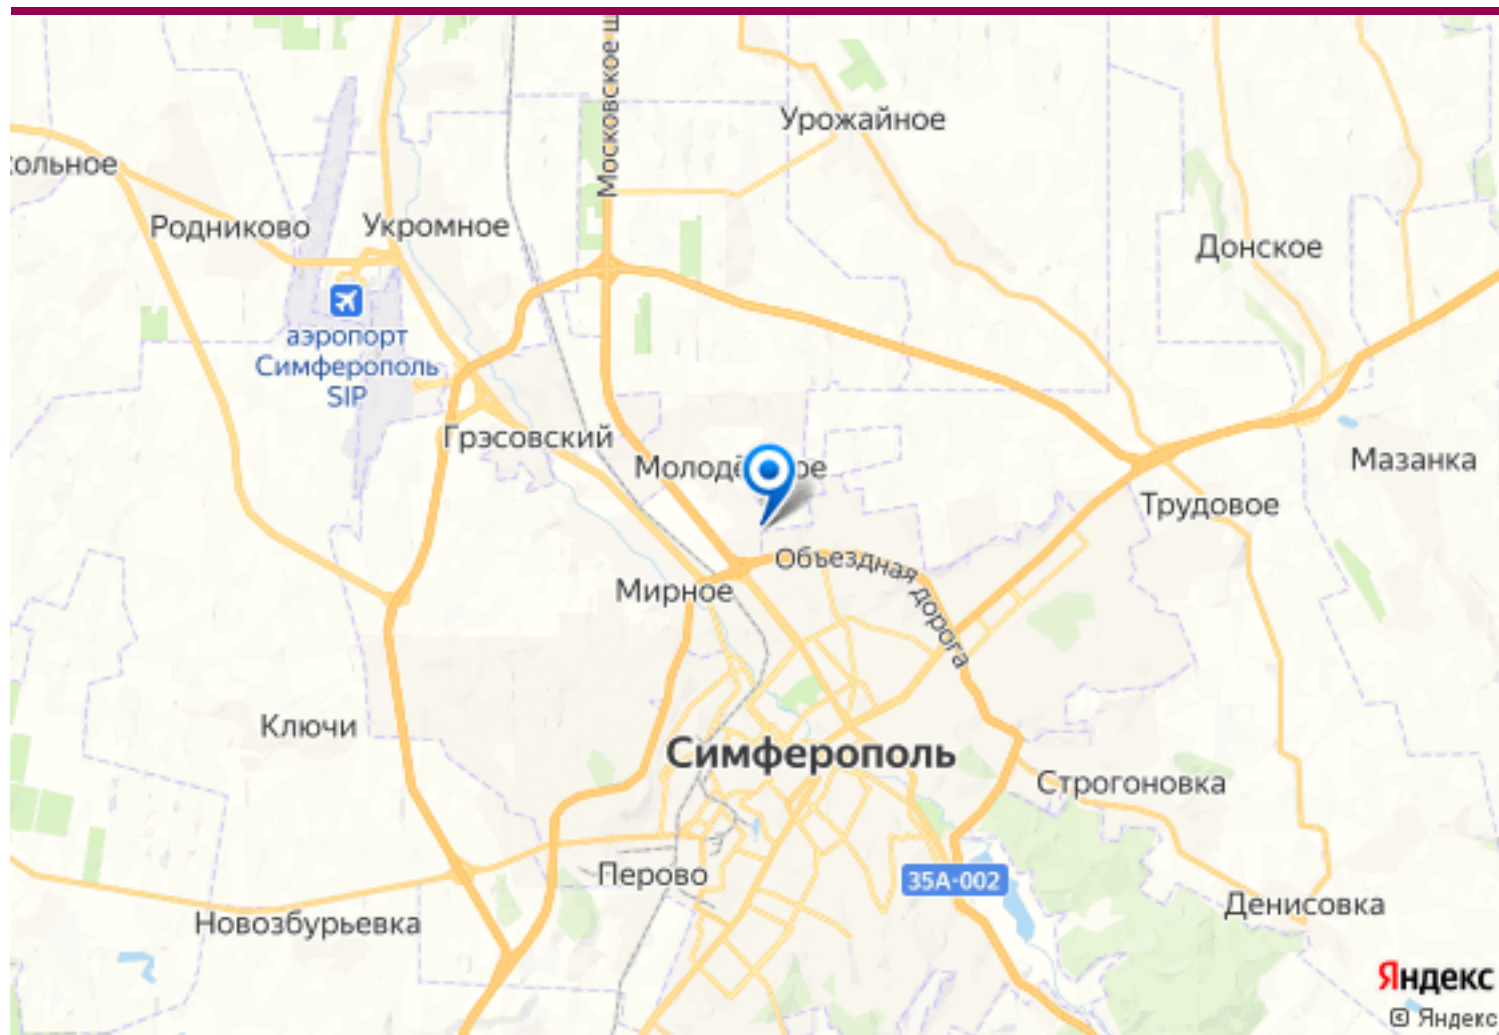 Московское ш
Урожайное
ольное
Родниково
Укромное
Донское
аэропорт
Симферополь
SIP
Грэсовский
Мазанка
Трудовое
Объездная дорога
Мирное
Ключи
Симферополь
Строгоновка
Перово
35А-002
Денисовка
Новозбурьевка
Яндекс
© Яндекс